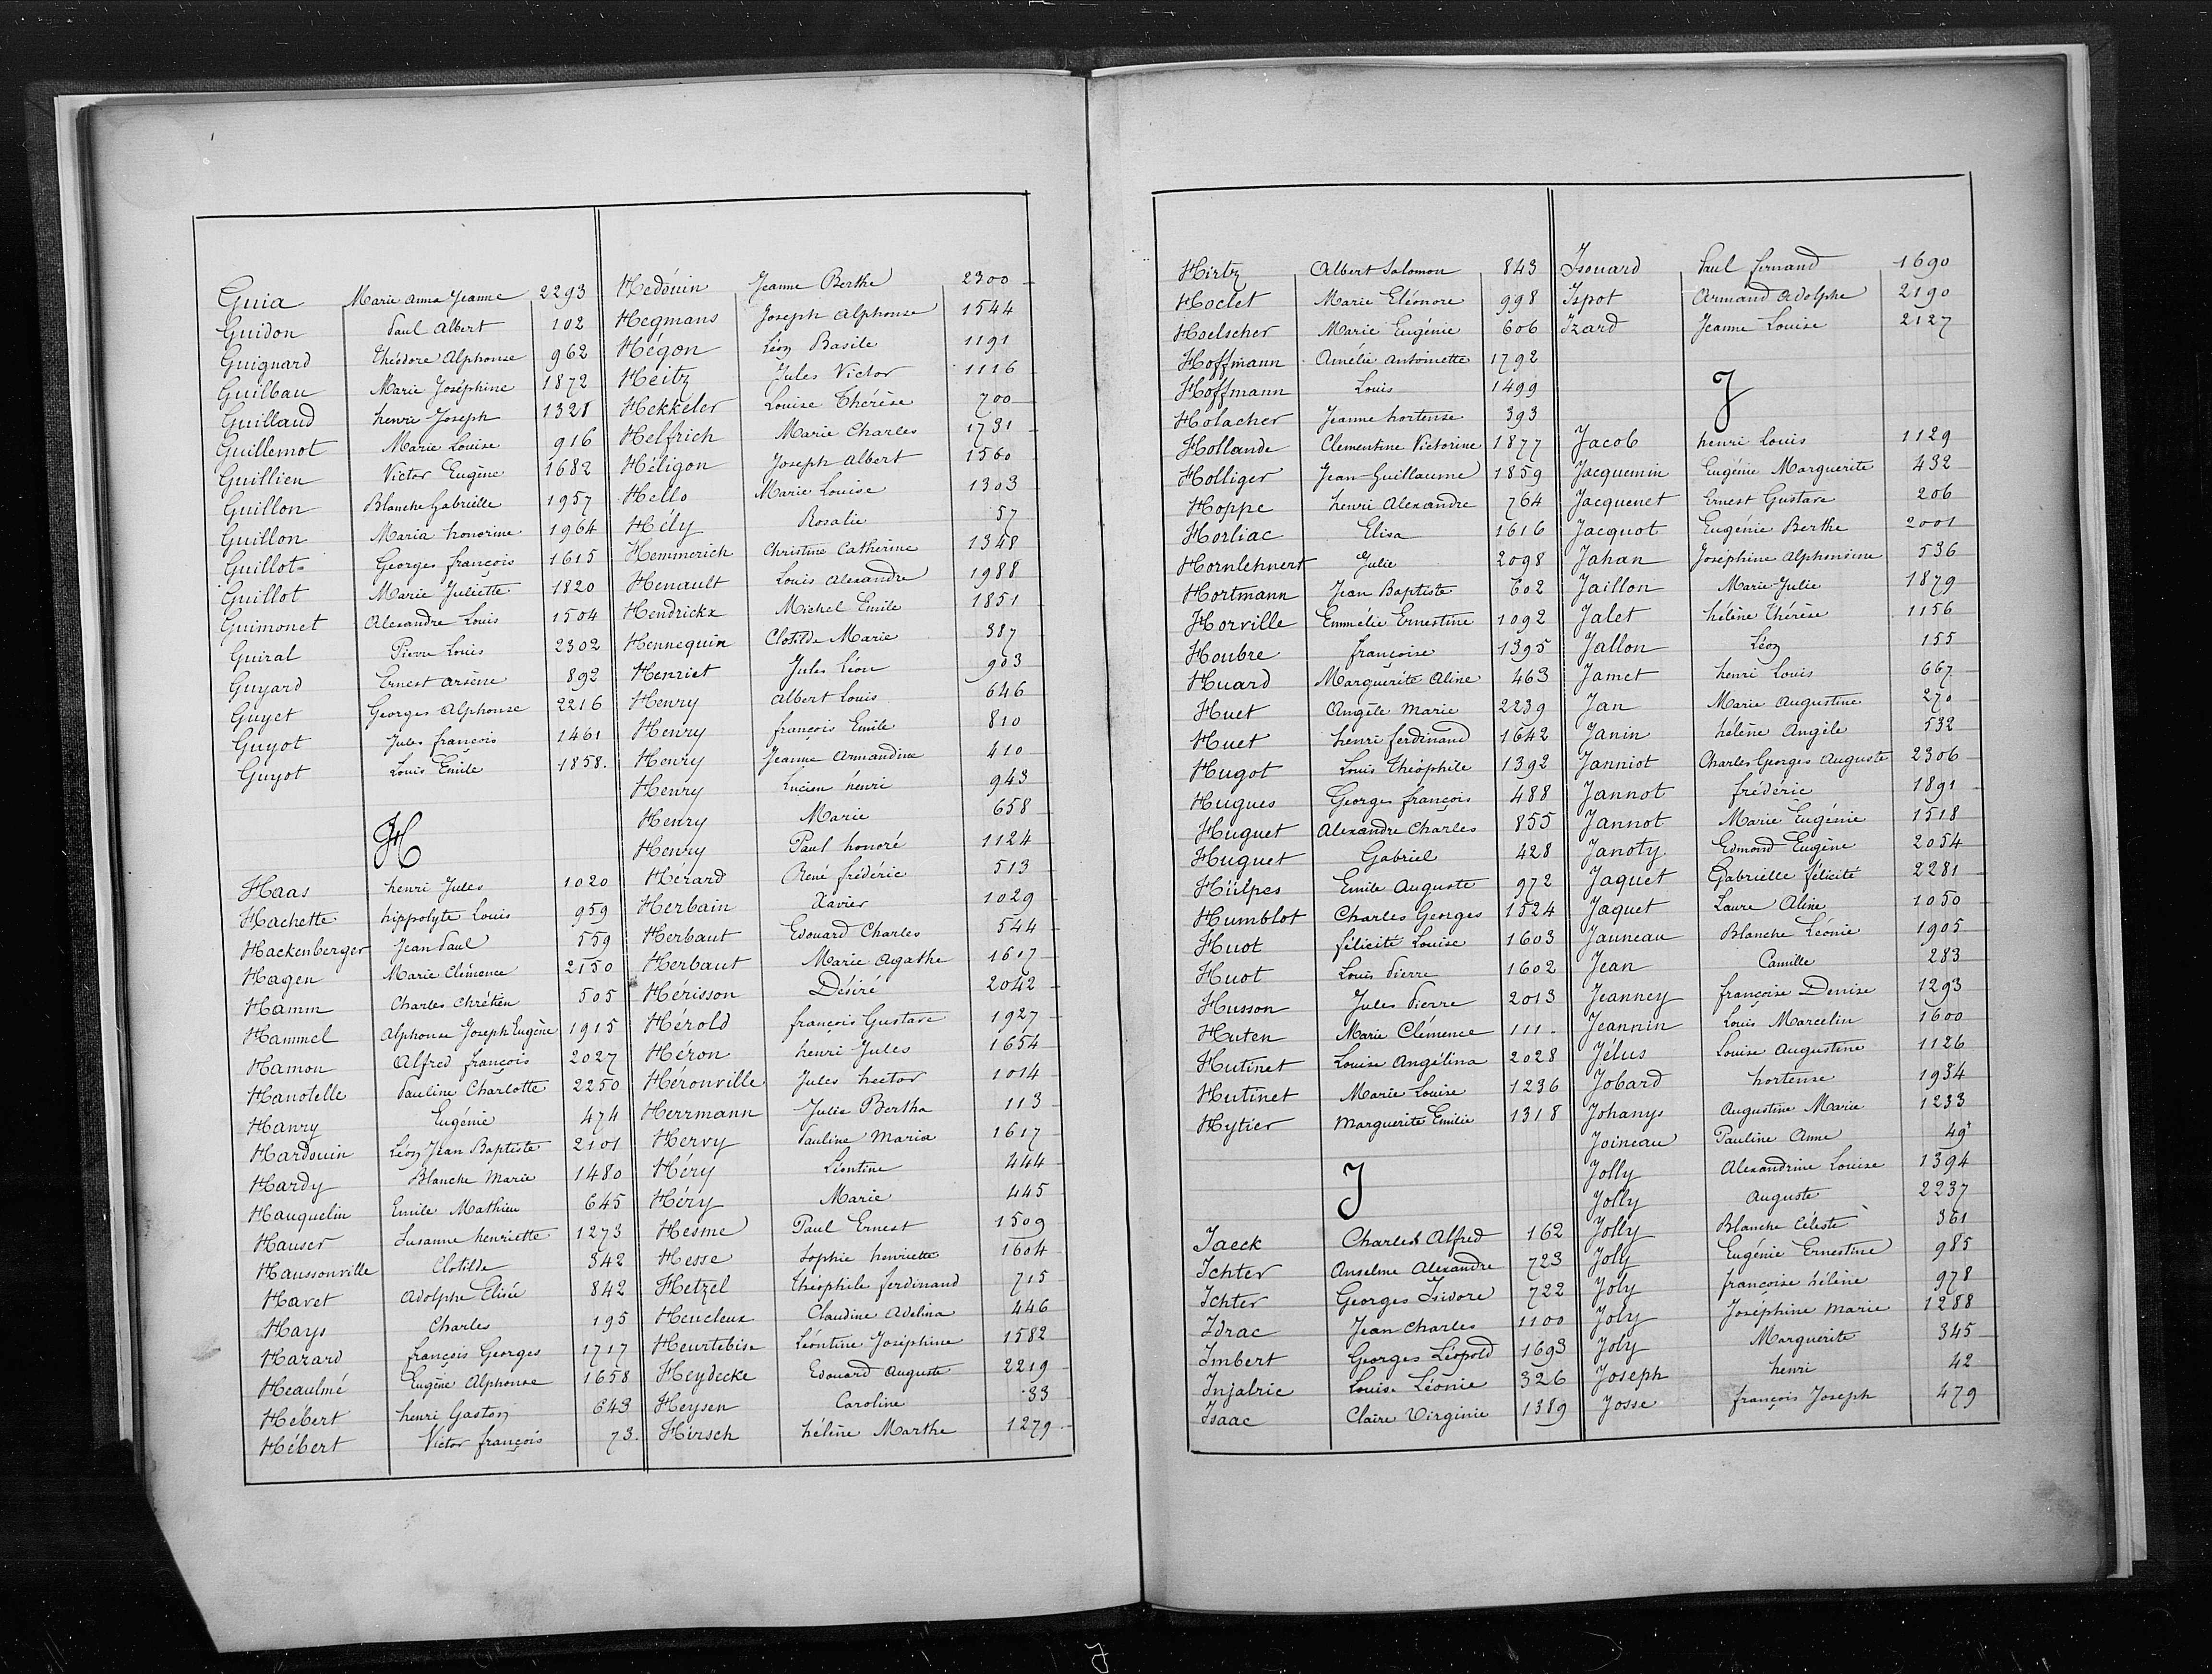 Guia Marie Anna Jeanne 2293
Guidon Paul Albert 102
Guignard Théodore Alphonse 962
Guilbau Marie Joséphine 1872
Guillaud henri Joseph 1321
Guillemot Marie Louise 916
Guillien Victor Eugène 1682
Guillon Blanche Gabrielle 1957
Guillon Maria honorine 1964
Guillot Georges françois 1615
Guillot Marie Juliette 1820
Guimonet Alexandre Louis 1504
Guiral Pierre Louis 2302
Guyard Ernest Arsène 892
Guyet Georges Alphonse 2216
Guyot Jules françois 1461
Guyot Louis Emile 1858.
H
Haas henri Jules 1020
Hachette hippolyte Louis 959
Hackenberger Jean Paul 559
Hagen Marie Clémence 2150
Hamm Charles Chrétien 505
Hammel Alphonse Joseph Eugène 1915
Hamon Alfred françois 2027
Hanotelle Pauline Charlotte 2250
Hanry Eugénie 474
Hardouin Léon Jean Baptiste 2101
Hardy Blanche Marie 1480
Hauquelin Emile Mathieu 645
Hauser Susanne henriette 1273
Haussonville Clotilde 342
Havet Adolphe Elisée 842
Hays Charles 195
Hazard françois Georges 1717
Heaulmé Eugène Alphonse 1658
Hébert henri Gaston 643
Hébert Victor françois 73.
Hedouin Jeanne Berthe 2300
Hegmans Joseph Alphonse 1544
Hégon Léon Basile 1191
Heitz Jules Victor 1116
Hekkeler Louise Thérèse 700
Helfrich Marie Charles 1731
Héligon Joseph Albert 1560
Hello Marie Louise 1303
Hély Rosalie 57
Hemmerich Christine Catherine 1348
Henault Louis Alexandre 1988
Hendrickx Michel Emile 1851
Hennequin Clotilde Marie 387
Henriet Jules Léon 903
Henry Albert Louis 646
Henry françois Emile 810
Henry Jeanne Armandine 410
Henry Lucien henri 943
Henry Marie 658
Henry Paul honoré 1124
Herard René frédéric 513
Herbain Xavier 1029
Herbaut Edouard Charles 544
Herbaut Marie Agathe 1617
Hérisson Désiré 2042
Hérold françois Gustave 1927
Héron henri Jules 1654
Hérouville Jules hector 1014
Herrmann Julie Bertha 113
Hervy Pauline Maria 1617
Héry Léontine 444
Héry Marie 445
Hesme Paul Ernest 1509
Hesse Sophie henriette 1604
Hetzel Théophile ferdinand 715
Heucleux Claudine Adelina 446
Heurtebise Léontine Joséphine 1582
Heydecke Edouard Auguste 2219
Heysen Caroline 33
Hirsch hélène Marthe 1279
Hirtz Albert Salomon 843
Hoclet Marie Eléonore 998
Hoelscher Marie Eugénie 606
Hoffmann Amélie Antoinette 1792
Hoffmann Louis 1499
Holacher Jeanne hortense 393
Hollande Clementine Victorine 1877
Holliger Jean-Guillaume 1859
Hoppe henri Alexandre 764
Horliac Elisa 1616
Hornlehnert Julie 2098
Hortmann Jean Baptiste 602
Horville Emmélie Ernestine 1092
Houbre françoise 1395
Huard Marguerite Aline 463
Huet Angèle Marie 2239
Huet henri ferdinand 1642
Hugot Louis Théophile 1392
Hugues Georges françois 488
Huguet Alexandre Charles 855
Huguet Gabriel 428
Hülpes Emile Auguste 972
Humblot Charles Georges 1524
Huot félicité Louise 1603
Huot Louis Pierre 1602
Husson Jules Pierre 2013
Huten Marie Clémence 111
Hutinet Louise Angélina 2028
Hutinet Marie Louise 1236
Hytier Marguerite Emilie 1318
I
Iaeck Charles Alfred 162
Ichter Anselme Alexandre 723
Ichter Georges Isidore 722
Idrac Jean Charles 1100
Imbert Georges Léopold 1693
Injalric Louise Léonie 326
Isaac Claire Virginie 1389
Isouard Paul fernand 1690
Ispot Armand Adolphe 2190
Izard Jeanne Louise 2127
J
Jacob henri Louis 1129
Jacquemin Eugénie Marguerite 432
Jacquenet Ernest Gustave 206
Jacquot Eugénie Berthe 2001
Jahan Joséphine Alphonsine 536
Jaillon Marie-Julie 1879
Jalet hélène Thérèse 1156
Jallon Léon 155
Jamet henri Louis 667
Jan Marie Augustine 270
Janin hélène Angèle 532
Janniot Charles Georges Auguste 2306
Jannot frédéric 1891
Jannot Marie Eugénie 1518
Janoty Edmond Eugène 2054
Jaquet Gabrielle félicité 2281
Jaquet Laure Aline 1050
Jauneau Blanche Léonie 1905
Jean Camille 283
Jeanney françoise Denise 1293
Jeannin Louis Marcelin 1600
Jélus Louise Augustine 1126
Jobard hortense 1934
Johanys Augustine Marie 1233
Joineau Pauline Anne 49
Jolly Alexandrine Louise 1394
Jolly Auguste 2237
Jolly Blanche Céleste 361
Joly Eugénie Ernestine 985
Joly françoise hélène 978
Joly Joséphine Marie 1288
Joly Marguerite 345
Joseph henri 42
Josse françois Joseph 479